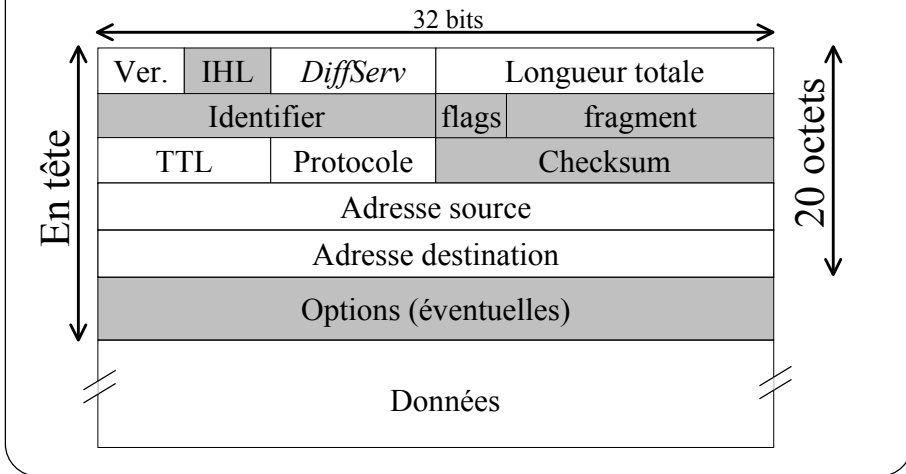 32 bits
Ver. IHL DiffServ Longueur totale
Identifier flags fragment
TTL Protocole Checksum
Adresse source
Adresse destination
Options (éventuelles)
Données
En tête
20 octets